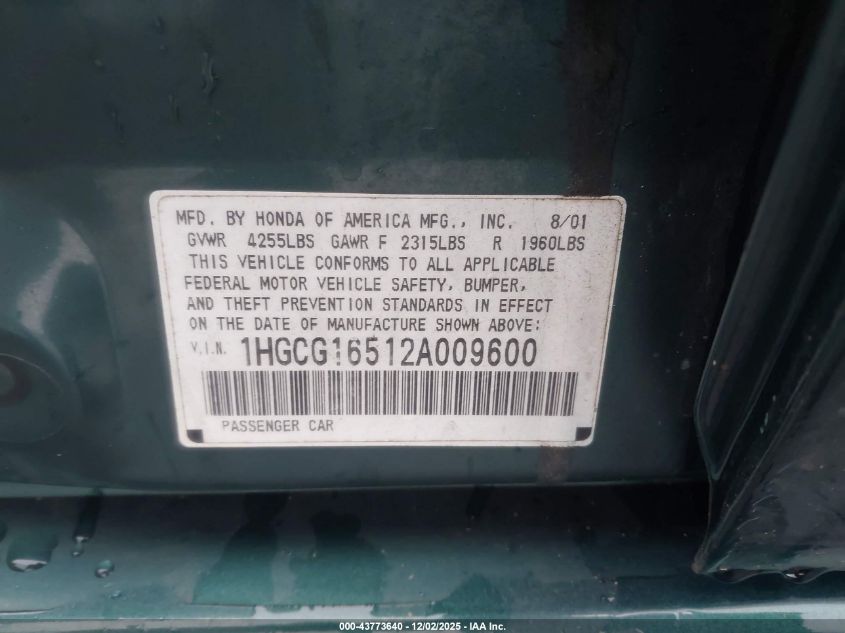 MFD. BY HONDA OF AMERICA MFG., INC. 8/01
GVWR 4255LBS GAWR F 2315LBS R 1960LBS
THIS VEHICLE CONFORMS TO ALL APPLICABLE
FEDERAL MOTOR VEHICLE SAFETY, BUMPER,
AND THEFT PREVENTION STANDARDS IN EFFECT
ON THE DATE OF MANUFACTURE SHOWN ABOVE:
V.I.N. 1HGCG16512A009600
PASSENGER CAR
000-43773640 - 12/02/2025 - IAA Inc.